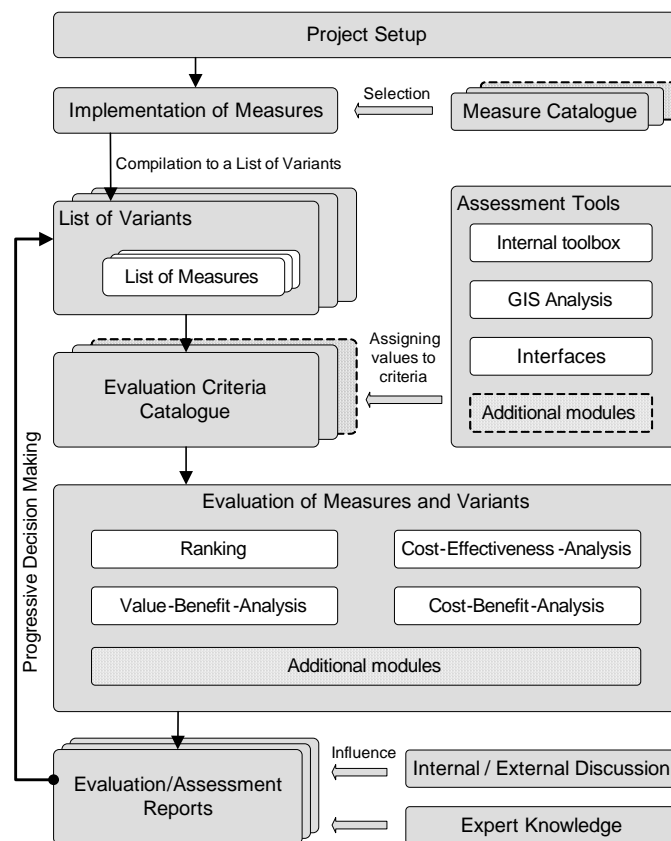 Project Setup
Implementation of Measures
Selection
Measure Catalogue
Compilation to a List of Variants
List of Variants
List of Measures
Assessment Tools
Internal toolbox
GIS Analysis
Interfaces
Additional modules
Assigning
values to
criteria
Evaluation Criteria
Catalogue
Progressive Decision Making
Evaluation of Measures and Variants
Ranking
Cost-Effectiveness-Analysis
Value-Benefit-Analysis
Cost-Benefit-Analysis
Additional modules
Evaluation/Assessment
Reports
Influence
Internal / External Discussion
Expert Knowledge